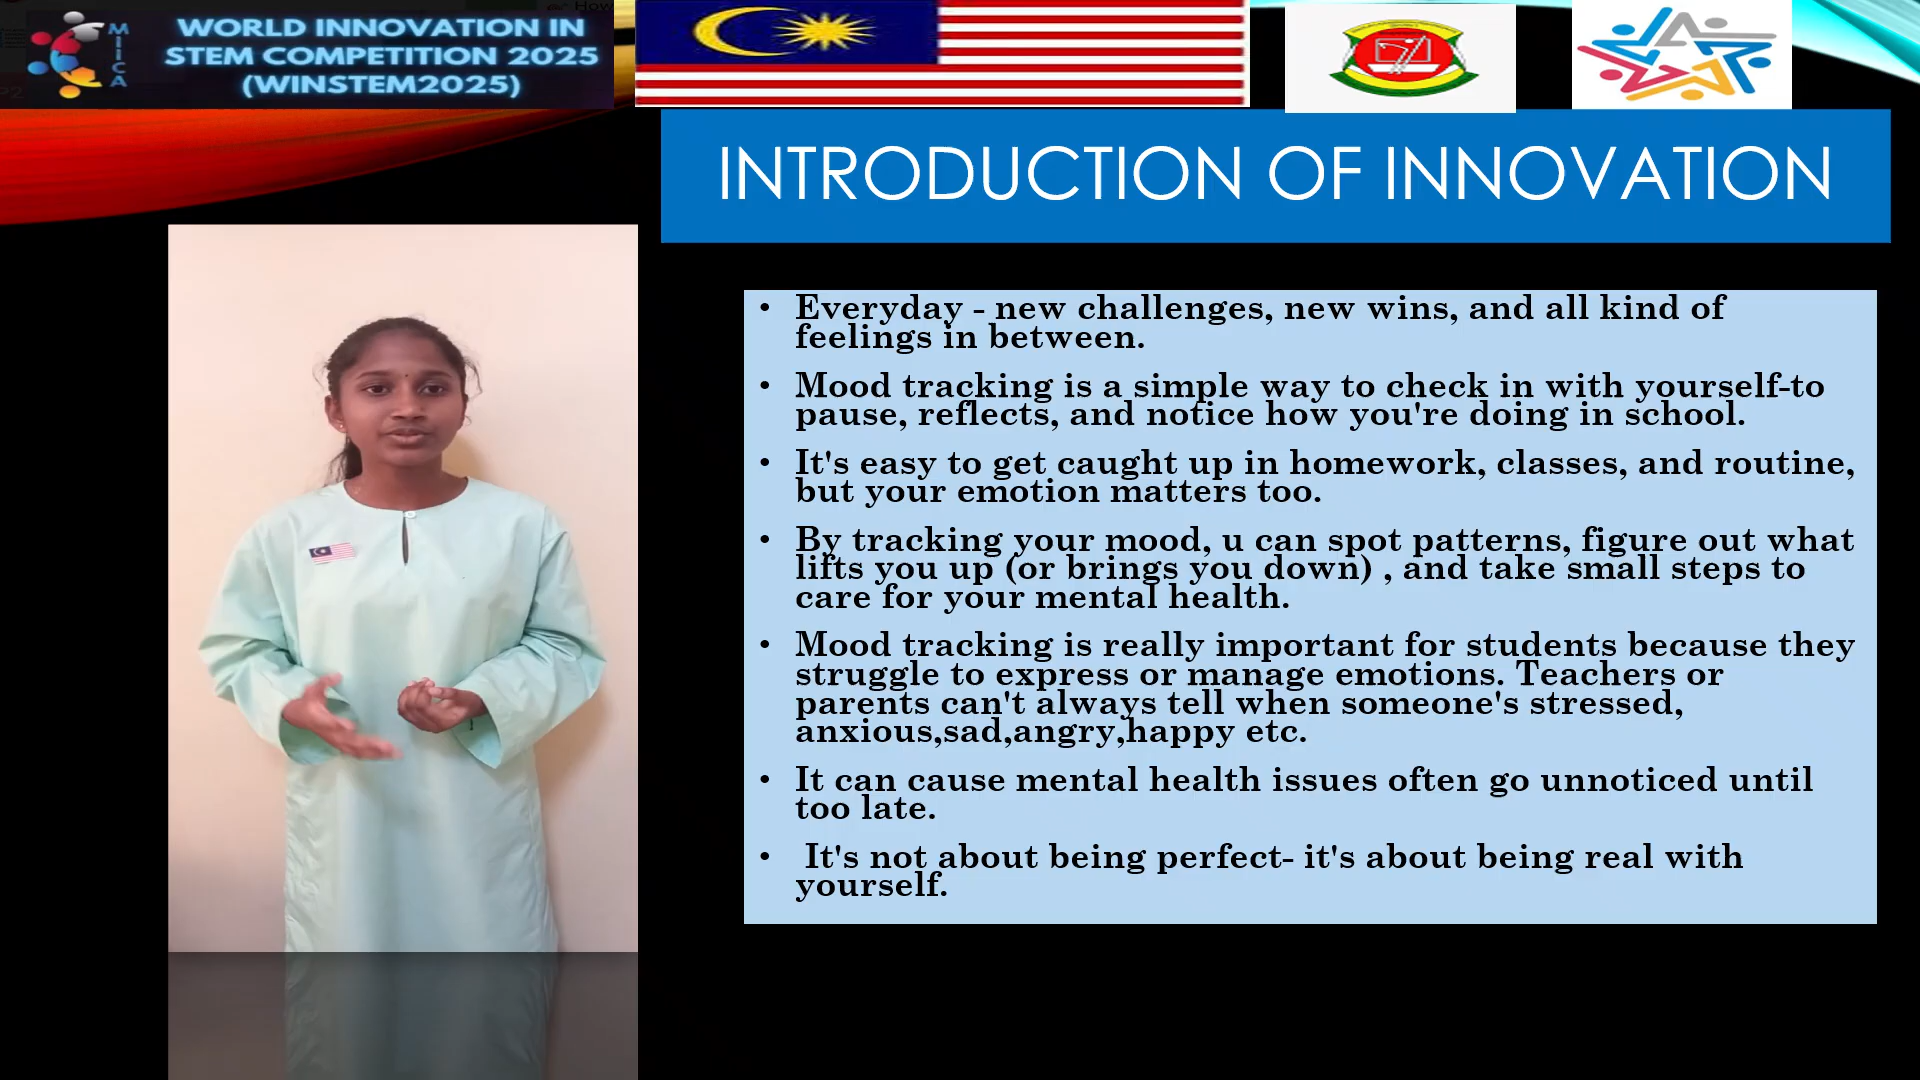 MIICA
WORLD INNOVATION IN
STEM COMPETITION 2025
(WINSTEM2025)
INTRODUCTION OF INNOVATION
• Everyday - new challenges, new wins, and all kind of
feelings in between.
• Mood tracking is a simple way to check in with yourself-to
pause, reflects, and notice how you're doing in school.
• It's easy to get caught up in homework, classes, and routine,
but your emotion matters too.
• By tracking your mood, u can spot patterns, figure out what
lifts you up (or brings you down) , and take small steps to
care for your mental health.
• Mood tracking is really important for students because they
struggle to express or manage emotions. Teachers or
parents can't always tell when someone's stressed,
anxious,sad,angry,happy etc.
• It can cause mental health issues often go unnoticed until
too late.
• It's not about being perfect- it's about being real with
yourself.